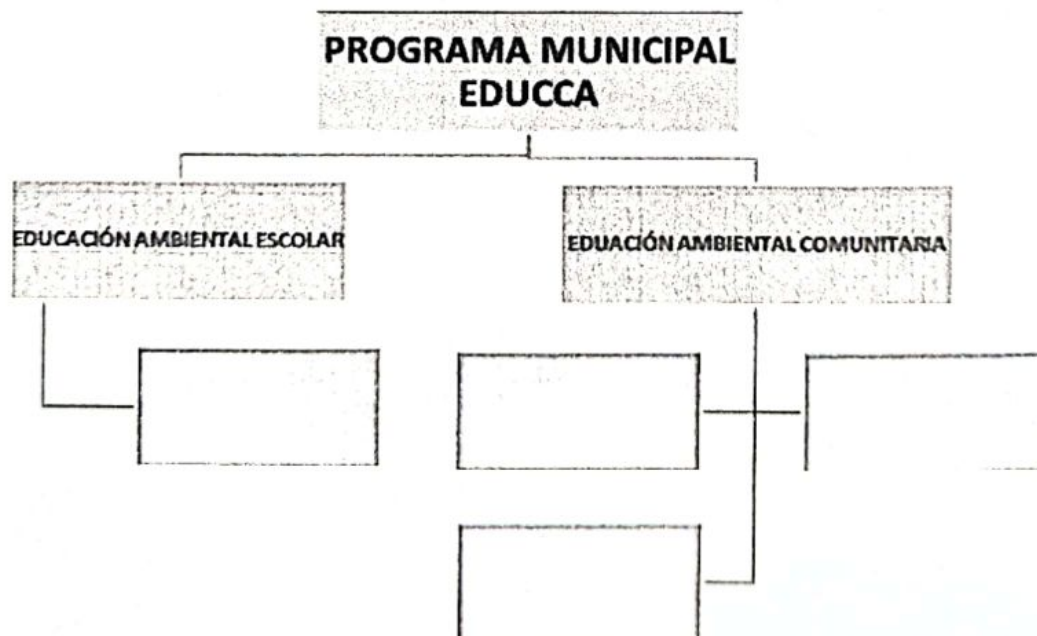 PROGRAMA MUNICIPAL
EDUCCA
EDUCACIÓN AMBIENTAL ESCOLAR
EDUACIÓN AMBIENTAL COMUNITARIA